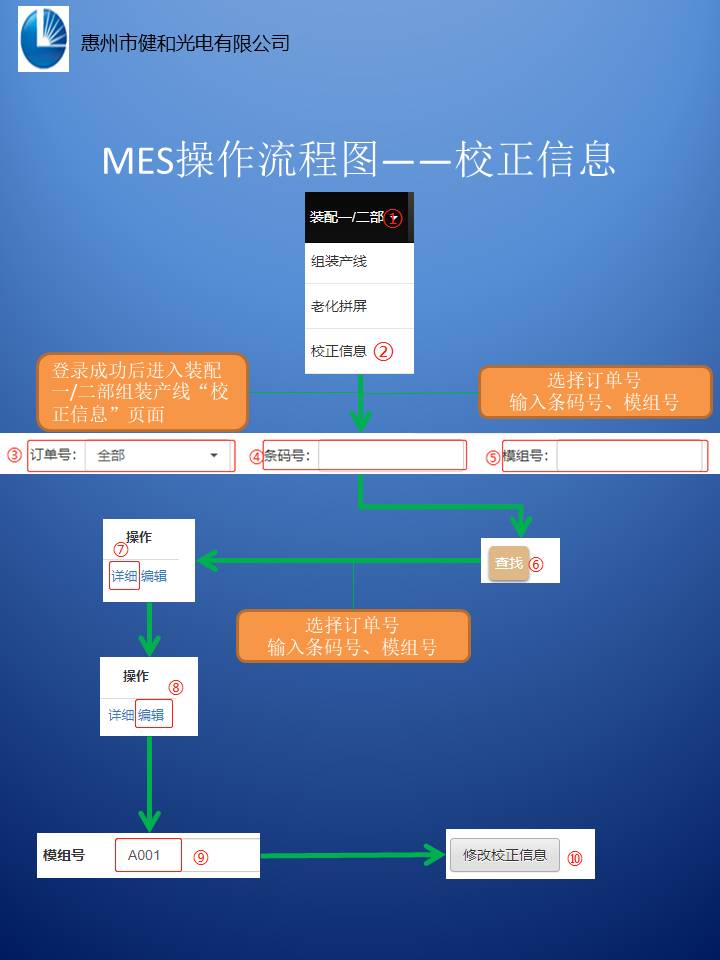 惠州市健和光电有限公司
MES操作流程图——校正信息
装配一/二部①
组装产线
老化拼屏
校正信息 ②
登录成功后进入装配
一/二部组装产线“校
正信息”页面
选择订单号
输入条码号、模组号
③ 订单号: 全部 ④ 条码号: ⑤ 模组号:
操作
⑦
详细 编辑
查找 ⑥
选择订单号
输入条码号、模组号
操作
⑧
详细 编辑
模组号 A001 ⑨
修改校正信息 ⑩